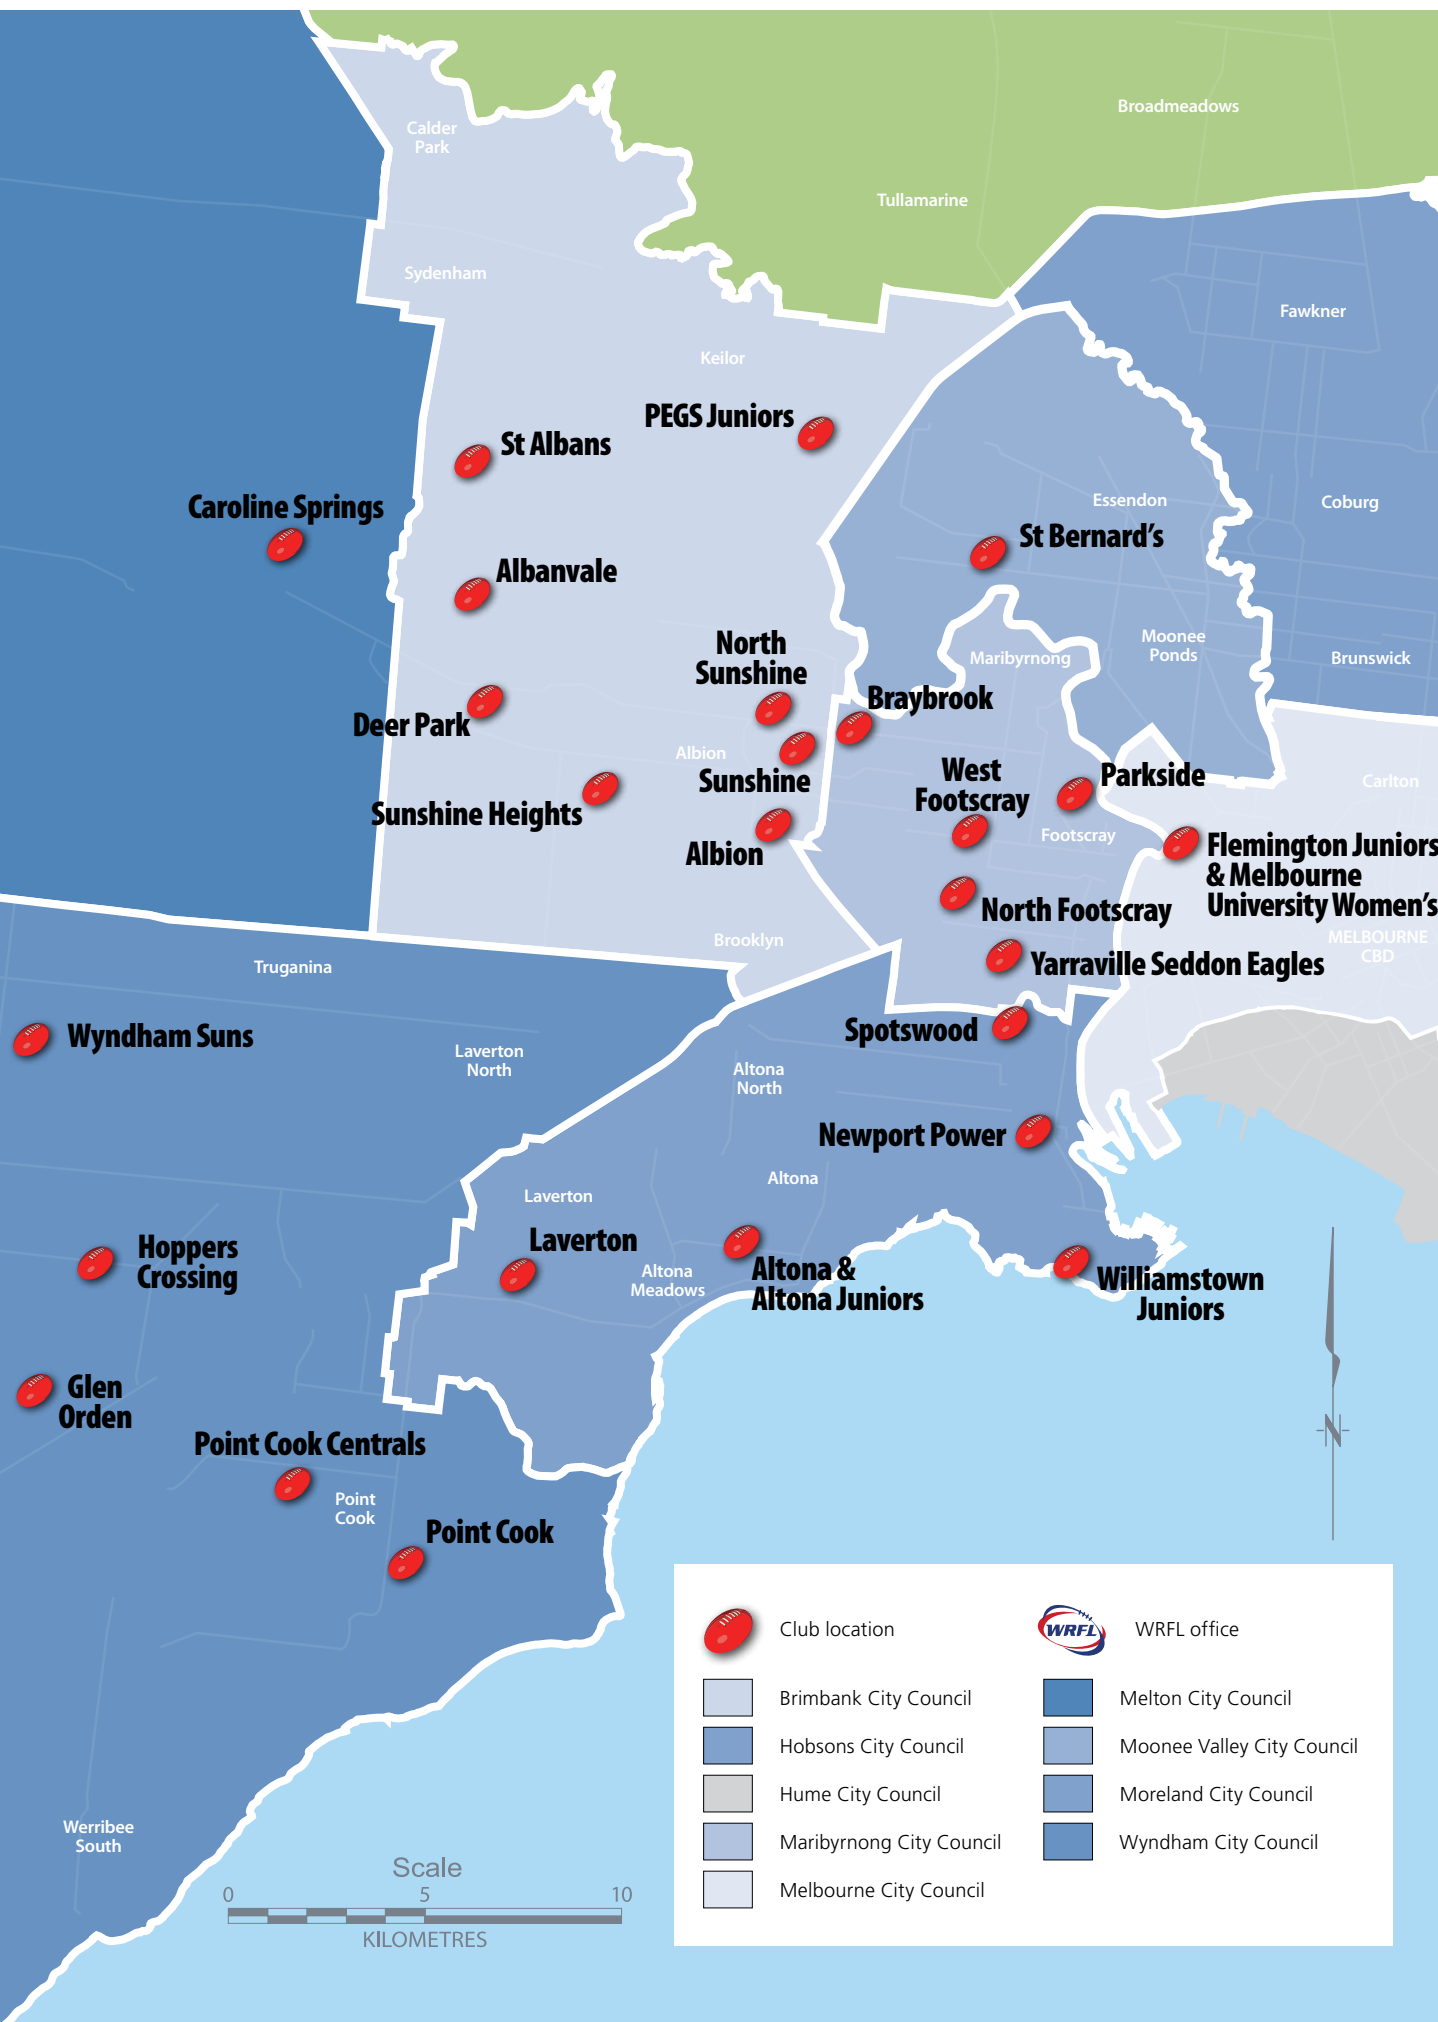 Broadmeadows
Calder
Park
Tullamarine
Sydenham
Fawkner
Keilor
PEGS Juniors
St Albans
Essendon
Coburg
Caroline Springs
St Bernard's
Albanvale
North
Sunshine
Moonee
Ponds
Maribyrnong
Brunswick
Braybrook
Deer Park
Albion
Sunshine
West
Footscray
Parkside
Carlton
Sunshine Heights
Footscray
Albion
Flemington Juniors
& Melbourne
University Women's
North Footscray
Brooklyn
MELBOURNE
CBD
Truganina
Yarraville Seddon Eagles
Wyndham Suns
Spotswood
Laverton
North
Altona
North
Newport Power
Altona
Laverton
Laverton
Hoppers
Crossing
Altona
Meadows
Altona &
Altona Juniors
Williamstown
Juniors
Glen
Orden
N
Point Cook Centrals
Point
Cook
Point Cook
Club location
WRFL
WRFL office
Brimbank City Council
Melton City Council
Hobsons City Council
Moonee Valley City Council
Hume City Council
Moreland City Council
Maribyrnong City Council
Wyndham City Council
Melbourne City Council
Werribee
South
Scale
0 5 10
KILOMETRES